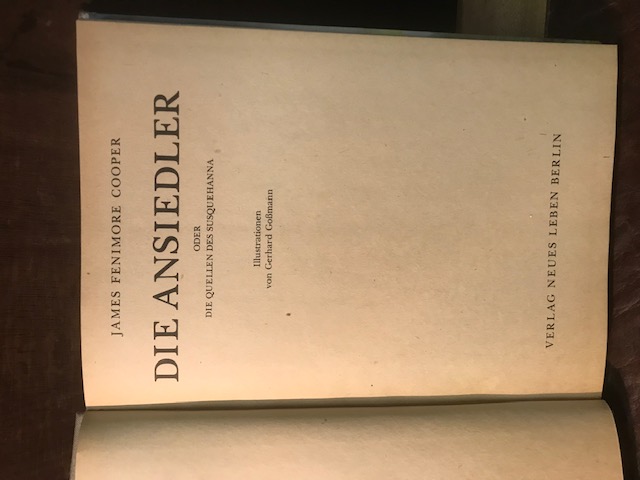 JAMES FENIMORE COOPER
DIE ANSIEDLER
ODER
DIE QUELLEN DES SUSQUEHANNA
Illustrationen
von Gerhard Goßmann
VERLAG NEUES LEBEN BERLIN